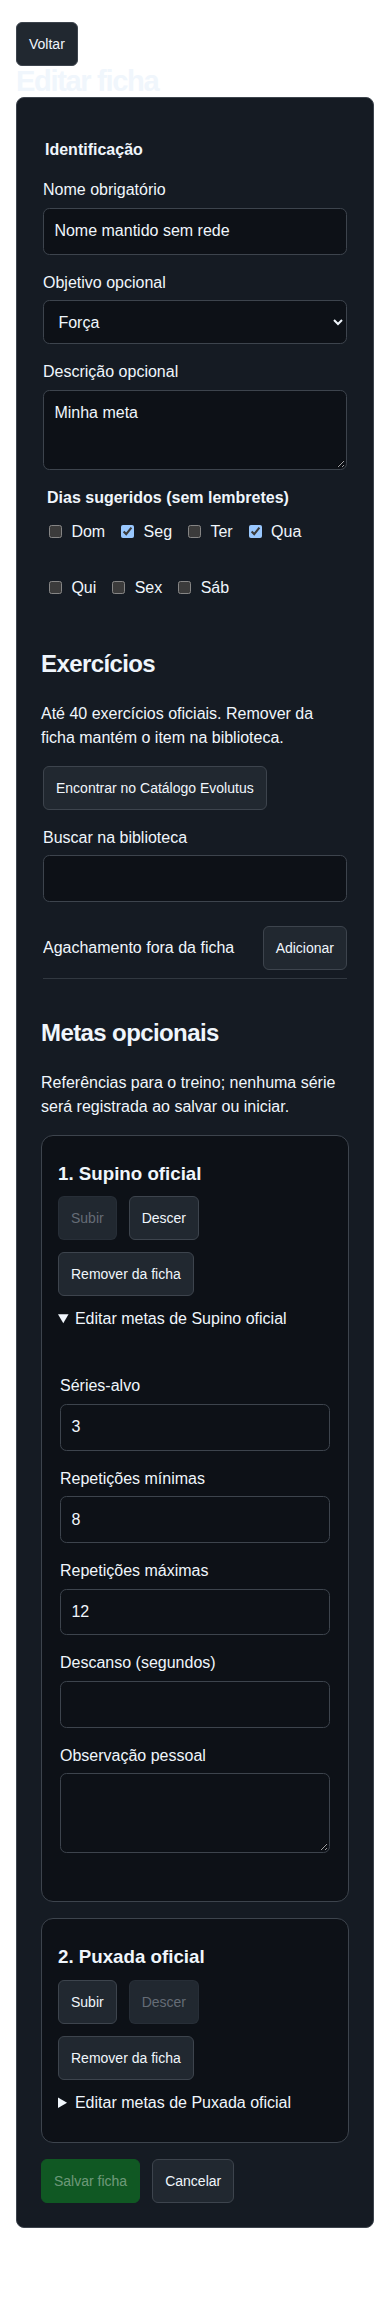 Voltar
Editar ficha
Identificação
Nome obrigatório
Nome mantido sem rede
Objetivo opcional
Força
Descrição opcional
Minha meta
Dias sugeridos (sem lembretes)
Dom Seg Ter Qua
Qui Sex Sáb
Exercícios
Até 40 exercícios oficiais. Remover da
ficha mantém o item na biblioteca.
Encontrar no Catálogo Evolutus
Buscar na biblioteca
Agachamento fora da ficha Adicionar
Metas opcionais
Referências para o treino; nenhuma série
será registrada ao salvar ou iniciar.
1. Supino oficial
Subir Descer
Remover da ficha
Editar metas de Supino oficial
Séries-alvo
3
Repetições mínimas
8
Repetições máximas
12
Descanso (segundos)
Observação pessoal
2. Puxada oficial
Subir Descer
Remover da ficha
Editar metas de Puxada oficial
Salvar ficha Cancelar